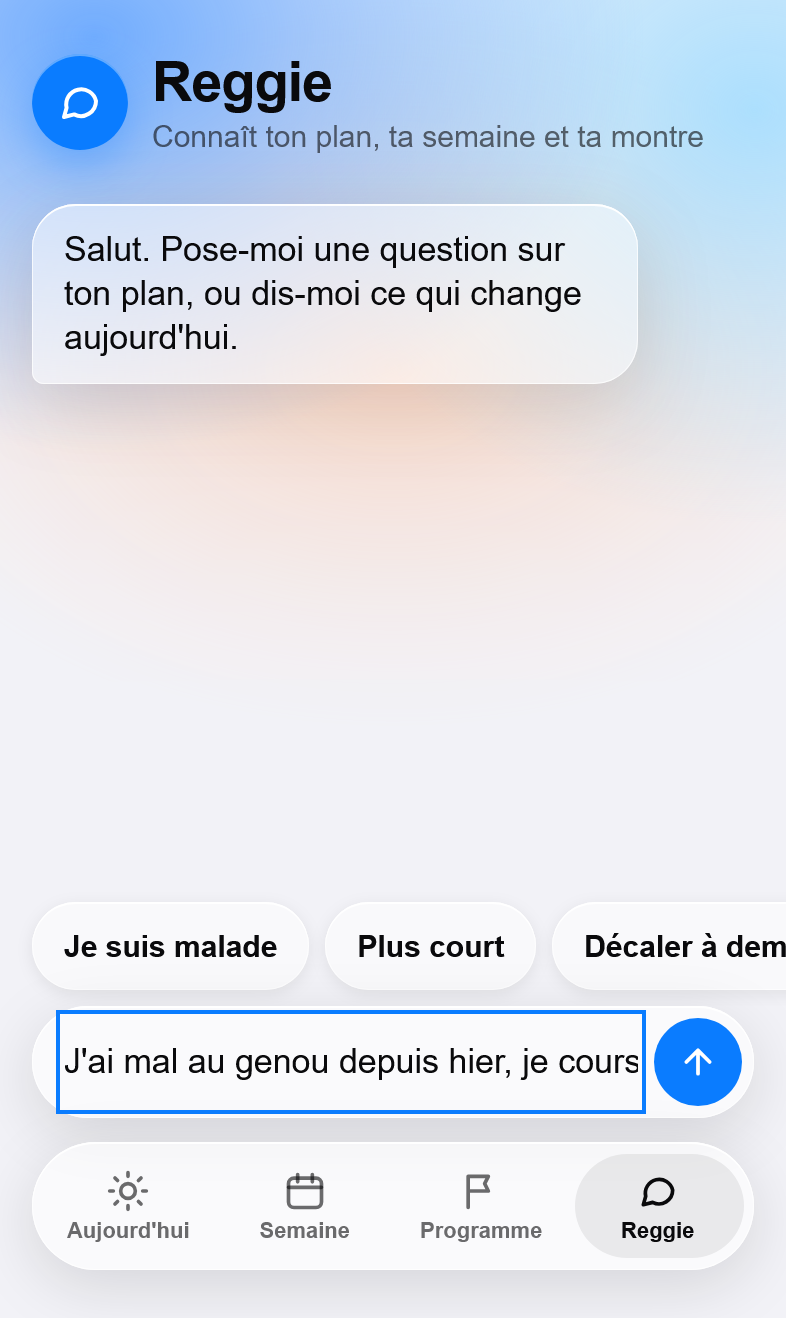 Reggie
Connaît ton plan, ta semaine et ta montre
Salut. Pose-moi une question sur
ton plan, ou dis-moi ce qui change
aujourd'hui.
Je suis malade
Plus court
Décaler à dem
J'ai mal au genou depuis hier, je cours
Aujourd'hui
Semaine
Programme
Reggie